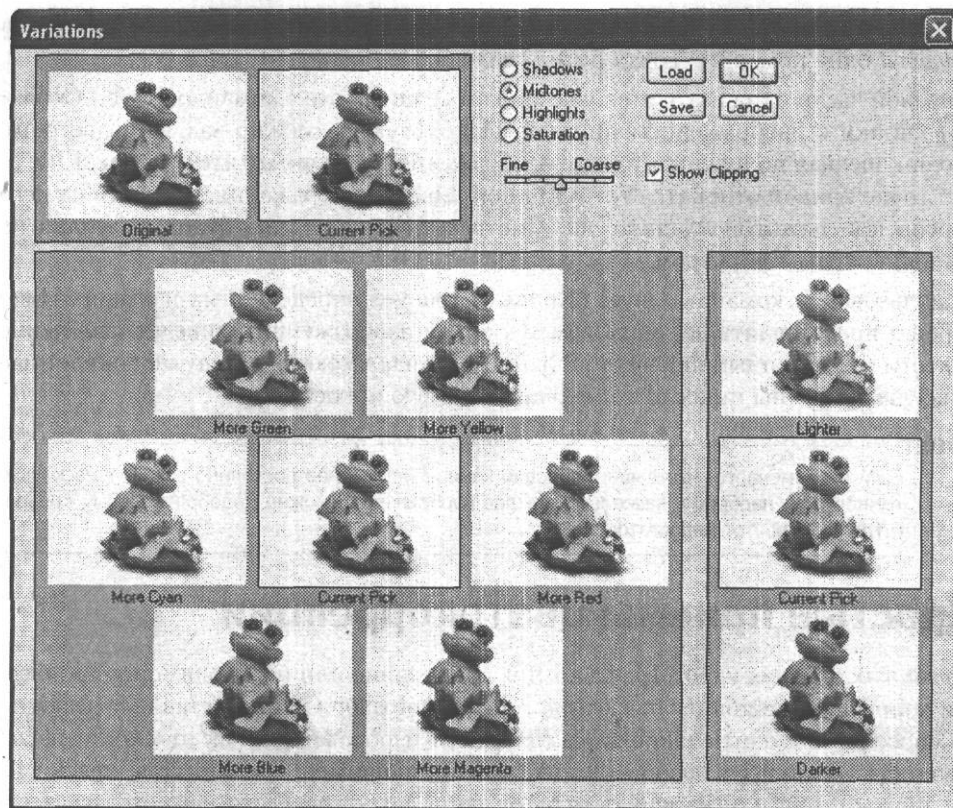 Variations
Shadows
Midtones
Highlights
Saturation
Load
OK
Save
Cancel
Fine
Coarse
Show Clipping
Original
Current Pick
More Green
More Yellow
Lighter
More Cyan
Current Pick
More Red
Current Pick
More Blue
More Magenta
Darker